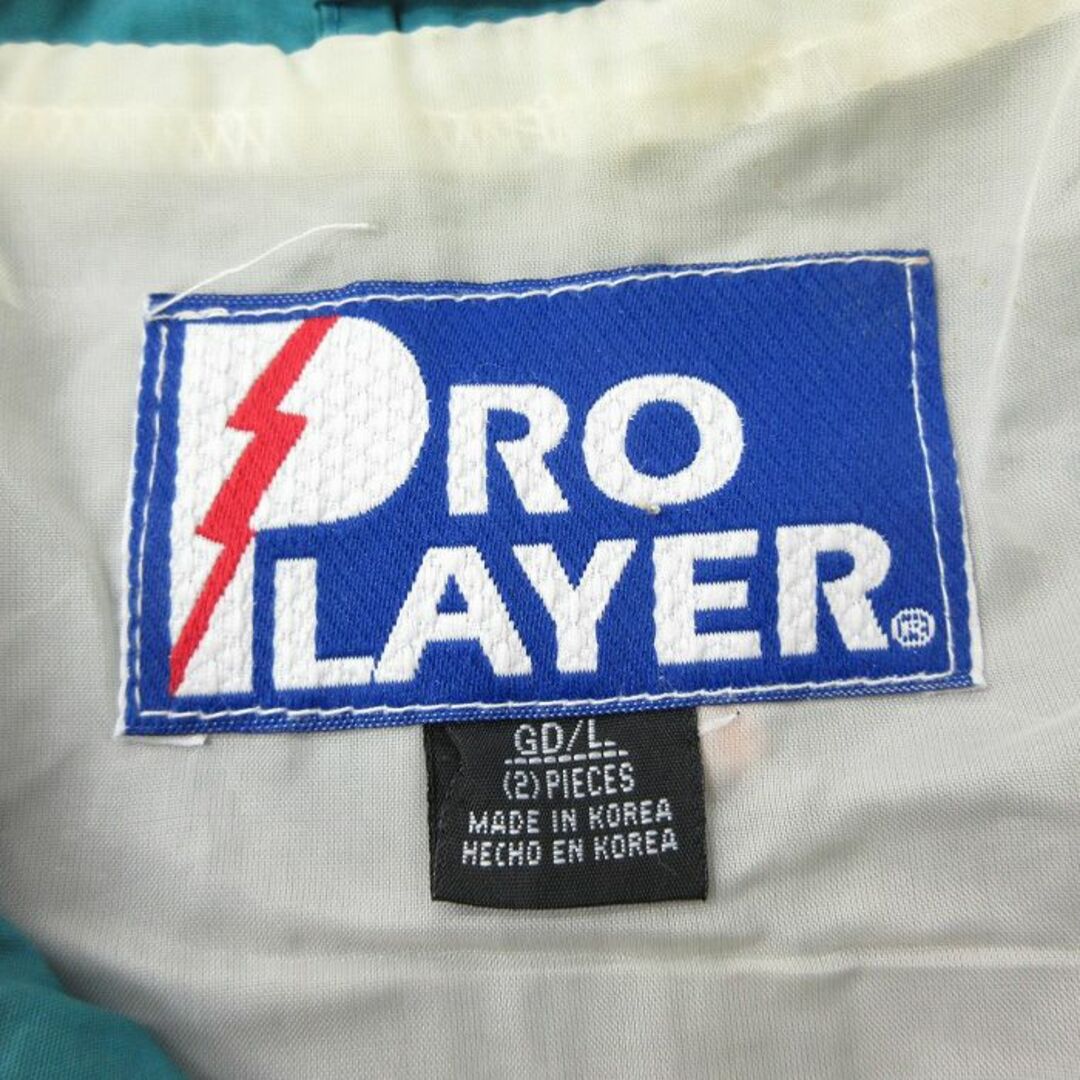 PRO
PLAYER®
GD/L
(2) PIECES
MADE IN KOREA
HECHO EN KOREA